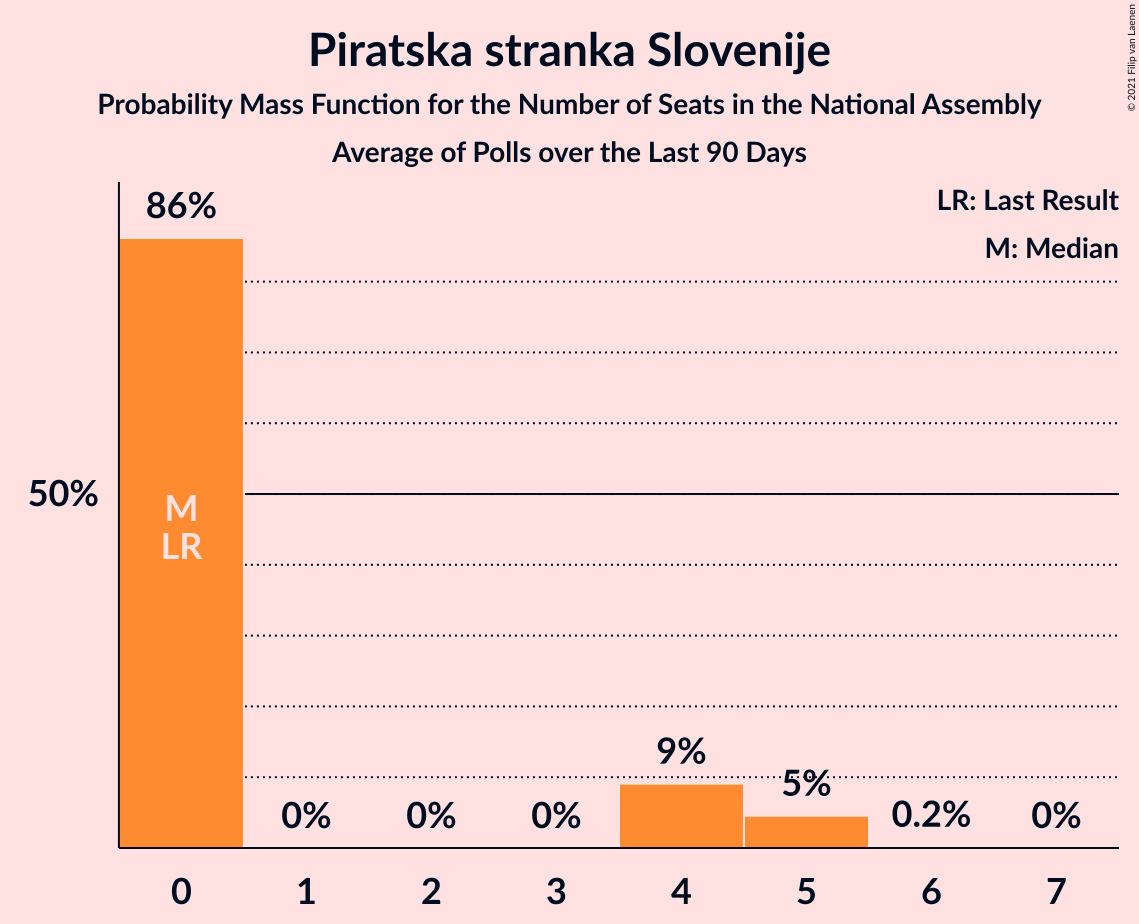 Piratska stranka Slovenije
Probability Mass Function for the Number of Seats in the National Assembly
Average of Polls over the Last 90 Days
© 2021 Filip van Laenen
LR: Last Result
M: Median
86%
50%
M
LR
0%
0%
0%
9%
5%
0.2%
0%
0
1
2
3
4
5
6
7